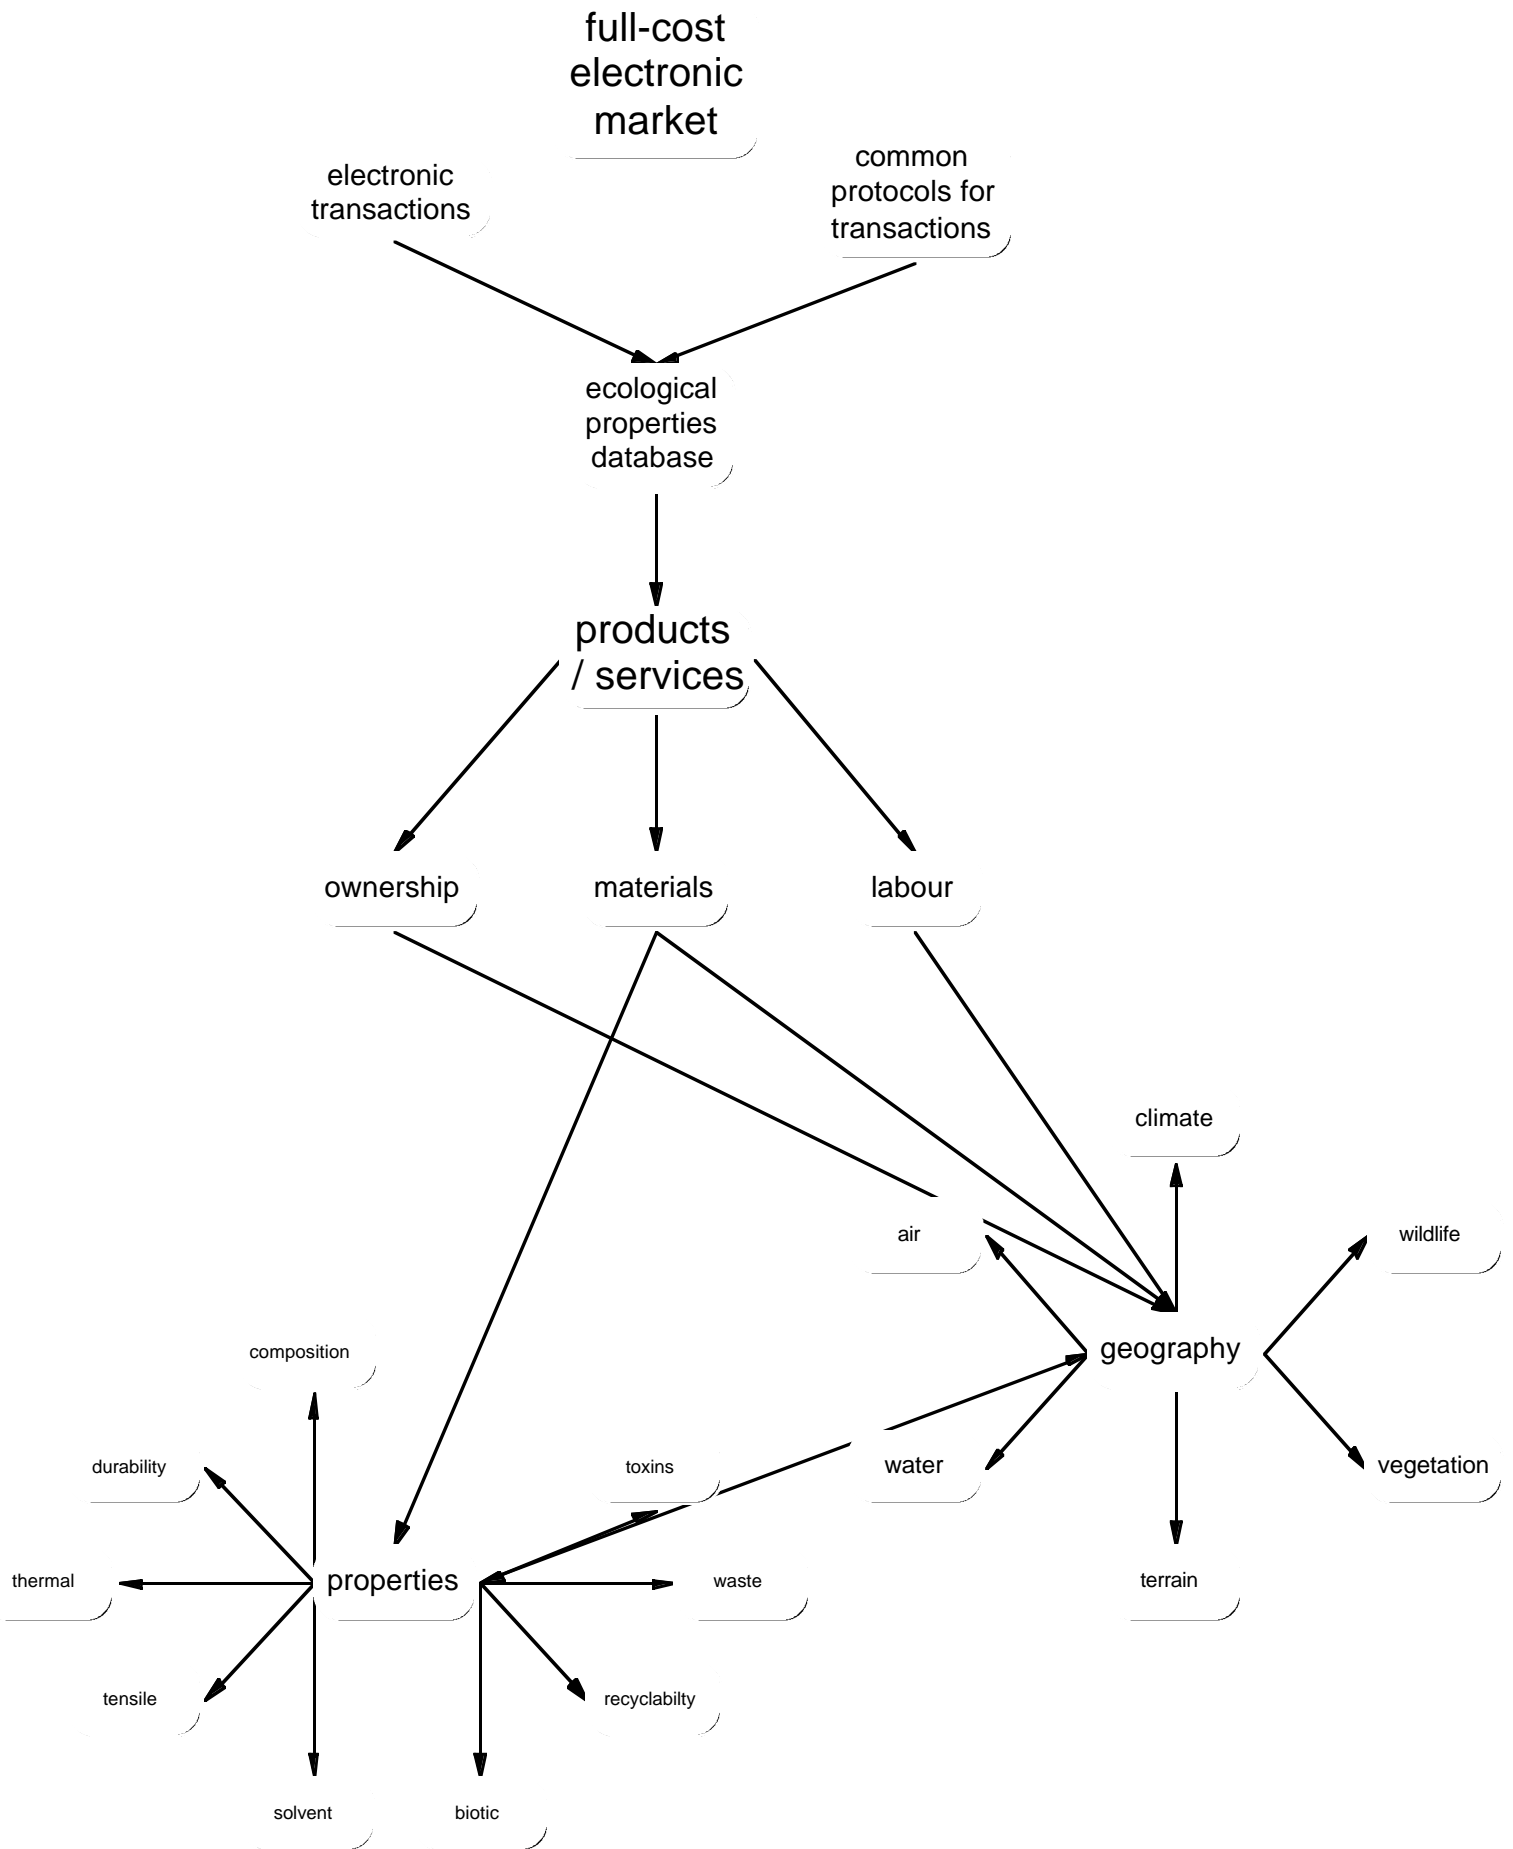 full-cost
electronic
market
electronic
transactions
common
protocols for
transactions
ecological
properties
database
products
/ services
ownership
materials
labour
climate
air
wildlife
geography
composition
durability
toxins
water
vegetation
thermal
properties
waste
terrain
tensile
recyclabilty
solvent
biotic